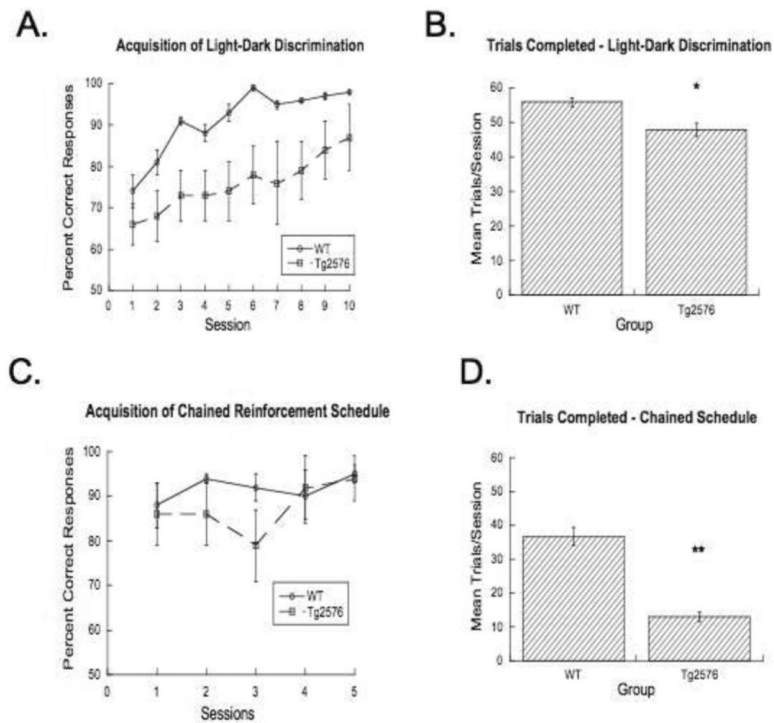 A.
Acquisition of Light-Dark Discrimination
Percent Correct Responses
100
90
80
70
60
50
0 1 2 3 4 5 6 7 8 9 10
Session
WT
Tg2576
B.
Trials Completed - Light-Dark Discrimination
Mean Trials/Session
60
50
40
30
20
10
0
*
WT Tg2576
Group
C.
Acquisition of Chained Reinforcement Schedule
Percent Correct Responses
100
90
80
70
60
50
0 1 2 3 4 5
Sessions
WT
Tg2576
D.
Trials Completed - Chained Schedule
Mean Trials/Session
60
50
40
30
20
10
0
**
WT Tg2576
Group